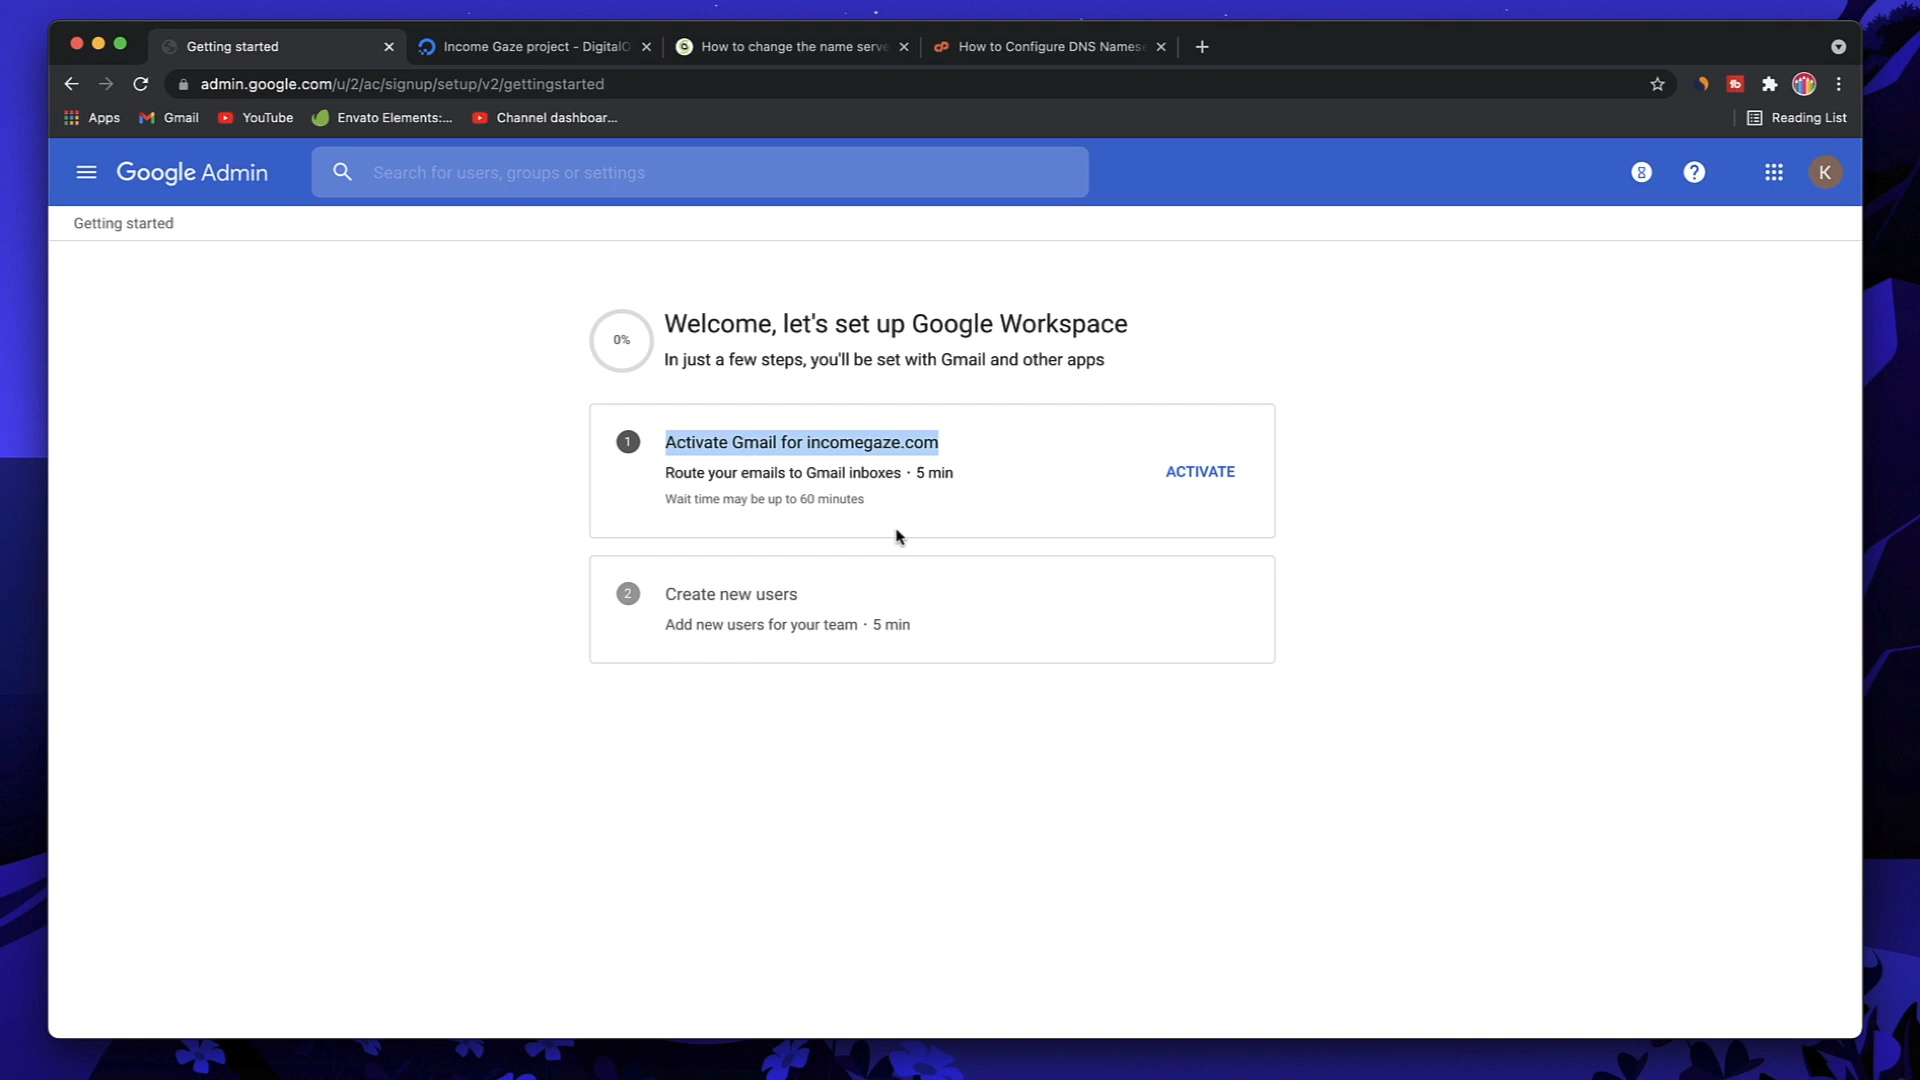 Getting started
Income Gaze project - DigitalO
How to change the name serve
How to Configure DNS Namese
admin.google.com/u/2/ac/signup/setup/v2/gettingstarted
Apps
Gmail
YouTube
Envato Elements:...
Channel dashboar...
Reading List
Google Admin
Search for users, groups or settings
K
Getting started
0%
Welcome, let's set up Google Workspace
In just a few steps, you'll be set with Gmail and other apps
1
Activate Gmail for incomegaze.com
Route your emails to Gmail inboxes · 5 min
Wait time may be up to 60 minutes
ACTIVATE
2
Create new users
Add new users for your team · 5 min